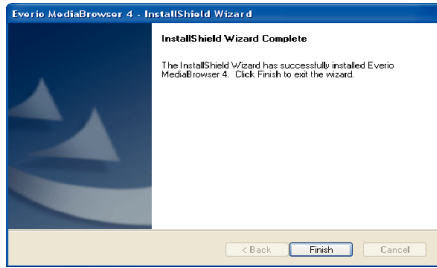 Everio MediaBrowser 4 - InstallShield Wizard
InstallShield Wizard Complete
The InstallShield Wizard has successfully installed Everio
MediaBrowser 4. Click Finish to exit the wizard.
< Back
Finish
Cancel